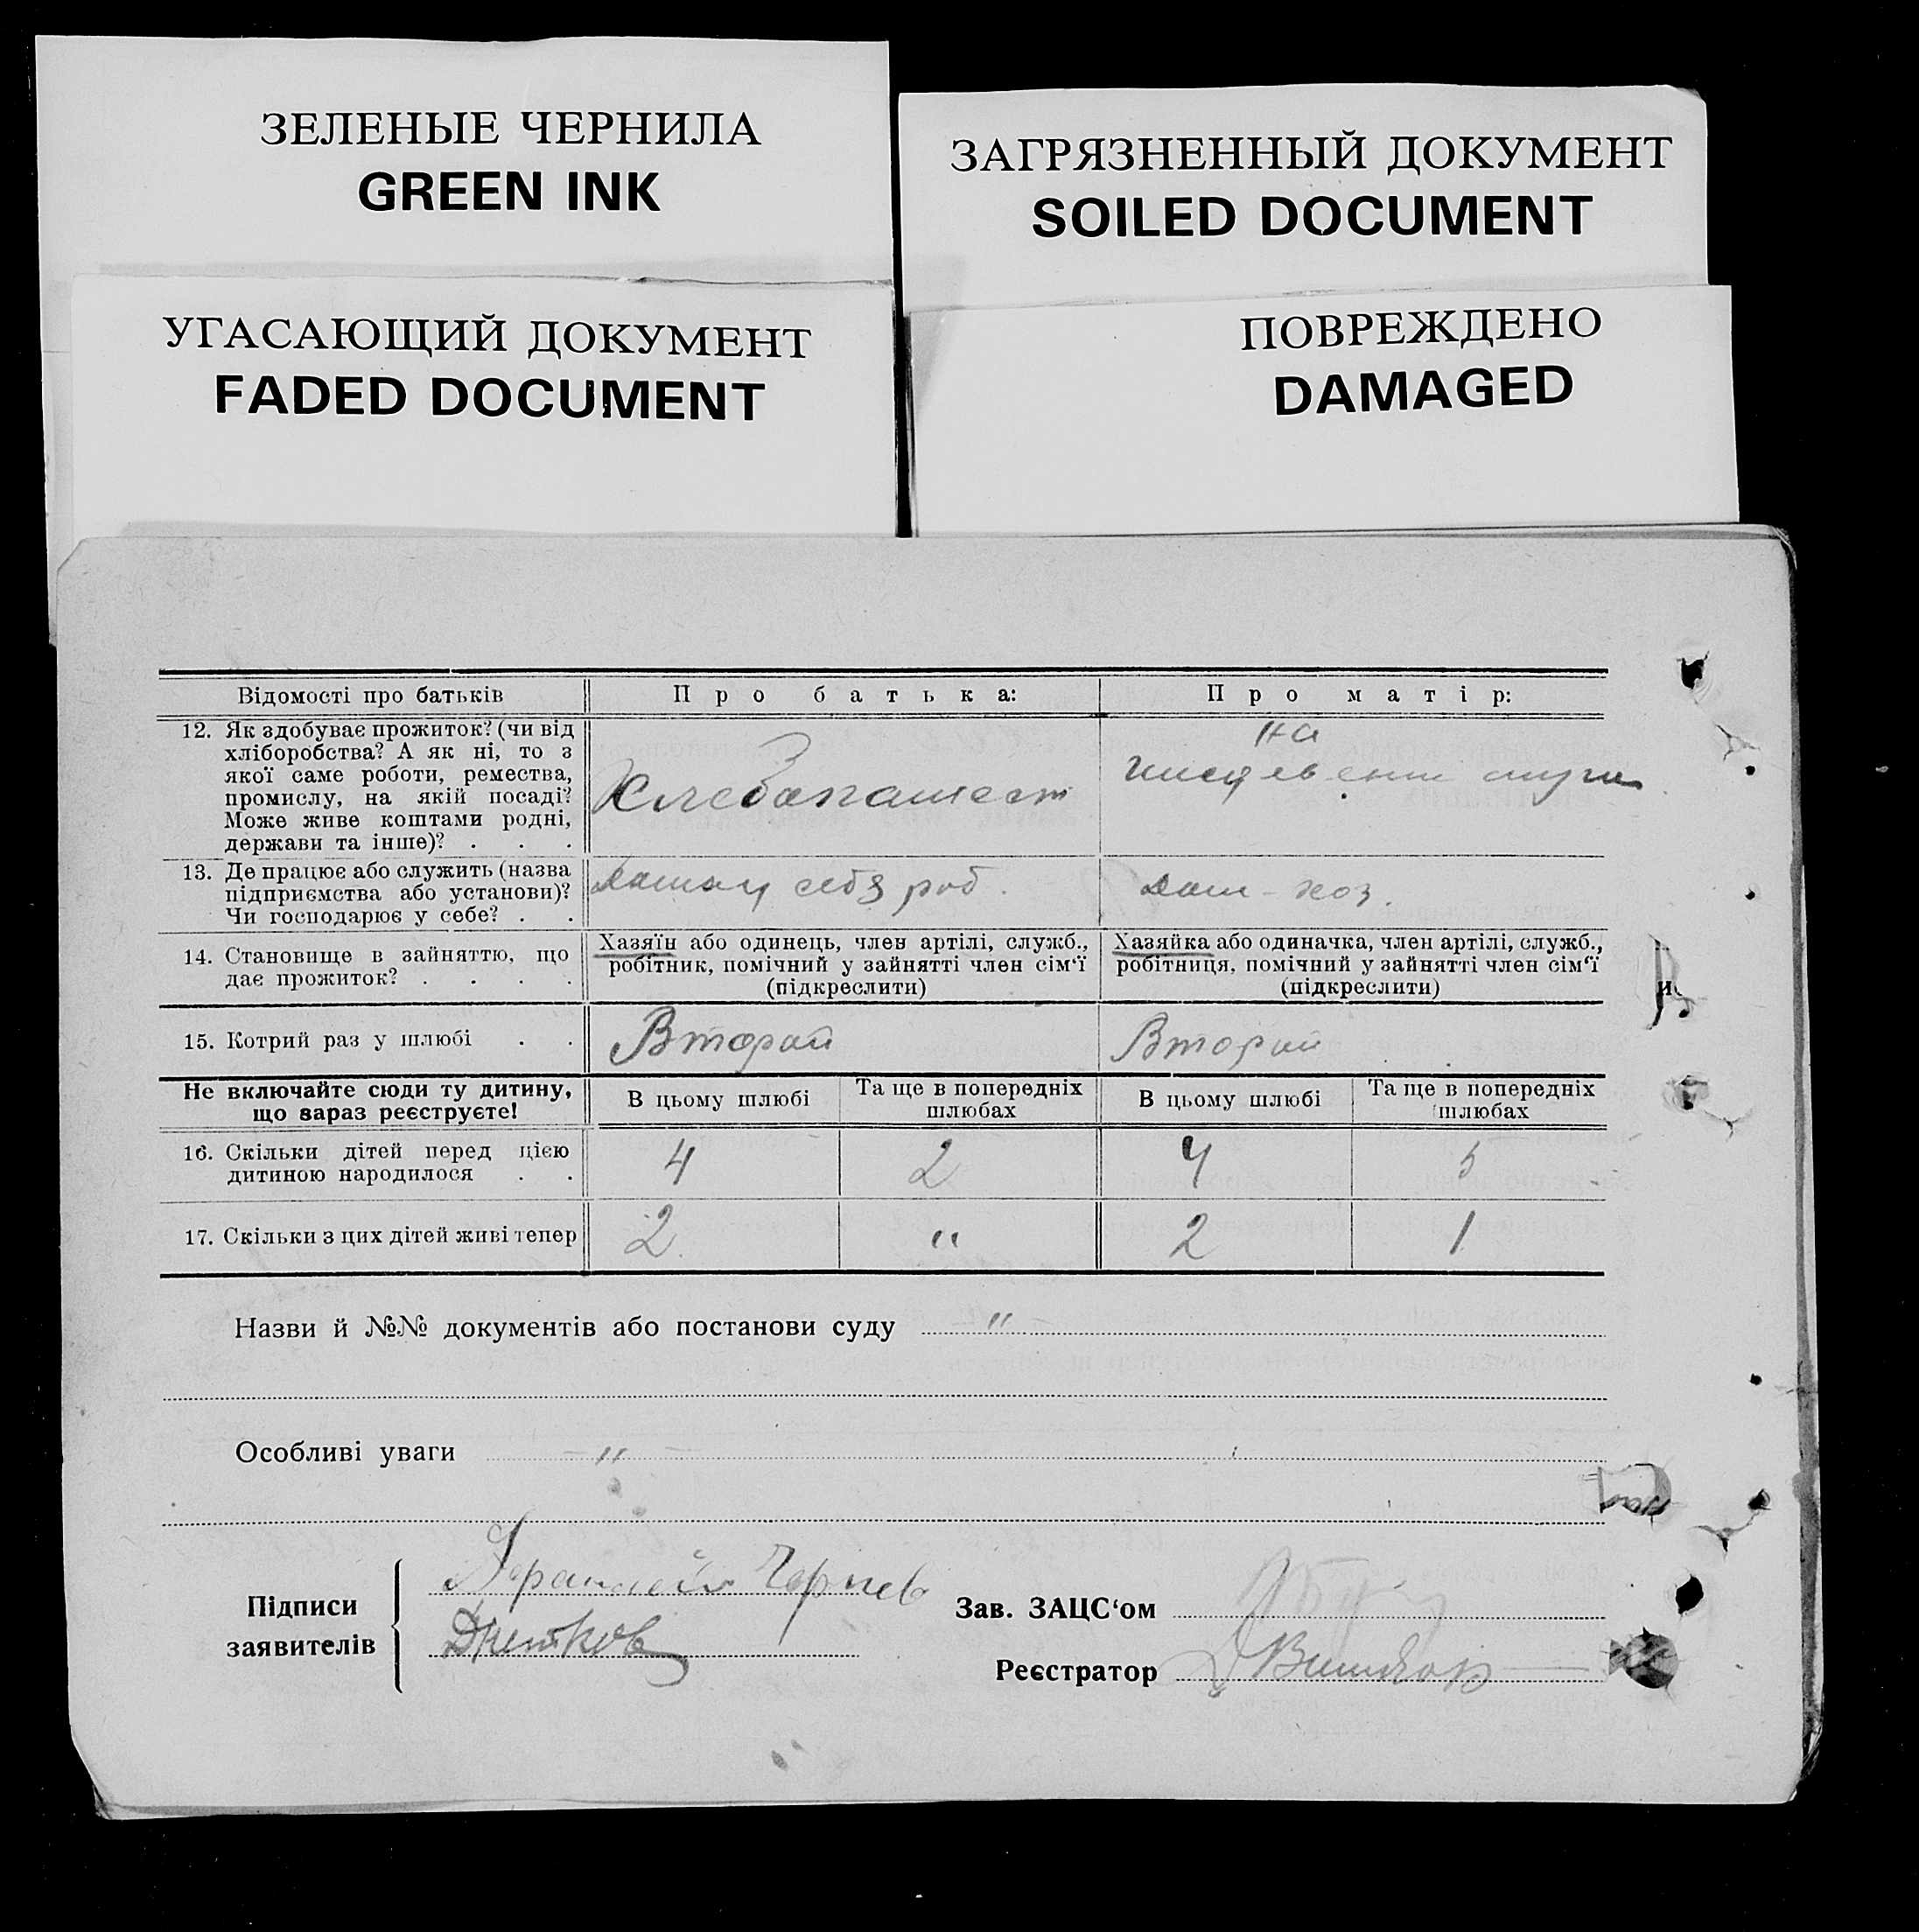 ЗЕЛЕНЫЕ ЧЕРНИЛА
GREEN INK
ЗАГРЯЗНЕННЫЙ ДОКУМЕНТ
SOILED DOCUMENT
УГАСАЮЩИЙ ДОКУМЕНТ
FADED DOCUMENT
ПОВРЕЖДЕНО
DAMAGED
Відомості про батьків
Про батька:
Про матір:
12. Як здобуває прожиток? (чи від
хліборобства? А як ні, то з
якої саме роботи, ремества,
промислу, на якій посаді?
Може живе коштами родні,
держави та інше)? . . .
на
13. Де працює або служить (назва
підприємства або установи)?
Чи господарює у себе? . .
себя роб.
дом-хоз.
14. Становище в зайняттю, що
дає прожиток? . . . .
Хазяїн або одинець, член артілі, служб.,
робітник, помічний у зайнятті член сім‘ї
(підкреслити)
Хазяйка або одиначка, член артілі, служб.,
робітниця, помічний у зайнятті член сім‘ї
(підкреслити)
15. Котрий раз у шлюбі . .
Второй
Второй
Не включайте сюди ту дитину,
що зараз реєструєте!
В цьому шлюбі
Та ще в попередніх
шлюбах
В цьому шлюбі
Та ще в попередніх
шлюбах
16. Скільки дітей перед цією
дитиною народилося . .
4
2
4
5
17. Скільки з цих дітей живі тепер
2
"
2
1
Назви й №№ документів або постанови суду "
Особливі уваги "
Підписи
заявителів
Зав. ЗАЦС‘ом
Реєстратор